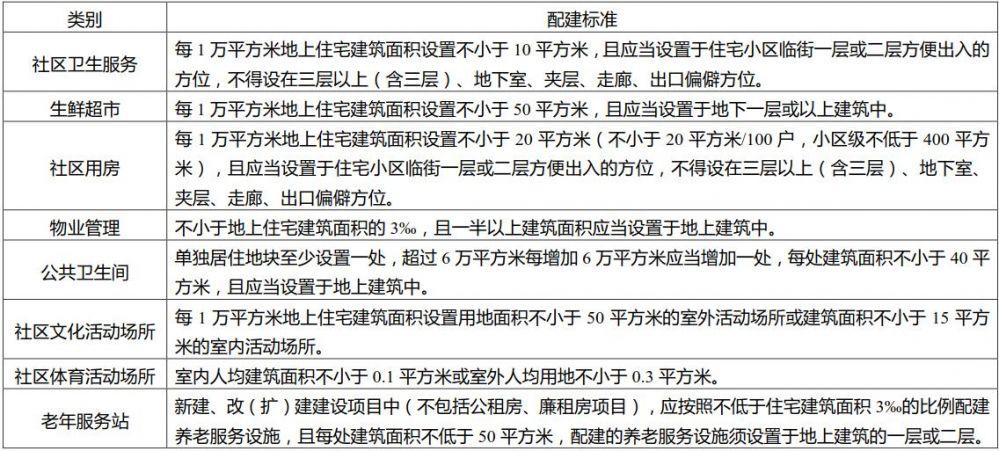 类别 配建标准
社区卫生服务 每 1 万平方米地上住宅建筑面积设置不小于 10 平方米，且应当设置于住宅小区临街一层或二层方便出入的
方位，不得设在三层以上（含三层）、地下室、夹层、走廊、出口偏僻方位。
生鲜超市 每 1 万平方米地上住宅建筑面积设置不小于 50 平方米，且应当设置于地下一层或以上建筑中。
社区用房 每 1 万平方米地上住宅建筑面积设置不小于 20 平方米（不小于 20 平方米/100 户，小区级不低于 400 平方
米），且应当设置于住宅小区临街一层或二层方便出入的方位，不得设在三层以上（含三层）、地下室、
夹层、走廊、出口偏僻方位。
物业管理 不小于地上住宅建筑面积的 3‰，且一半以上建筑面积应当设置于地上建筑中。
公共卫生间 单独居住地块至少设置一处，超过 6 万平方米每增加 6 万平方米应当增加一处，每处建筑面积不小于 40 平
方米，且应当设置于地上建筑中。
社区文化活动场所 每 1 万平方米地上住宅建筑面积设置用地面积不小于 50 平方米的室外活动场所或建筑面积不小于 15 平方
米的室内活动场所。
社区体育活动场所 室内人均建筑面积不小于 0.1 平方米或室外人均用地不小于 0.3 平方米。
老年服务站 新建、改（扩）建建设项目中（不包括公租房、廉租房项目），应按照不低于住宅建筑面积 3‰的比例配建
养老服务设施，且每处建筑面积不低于 50 平方米，配建的养老服务设施须设置于地上建筑的一层或二层。